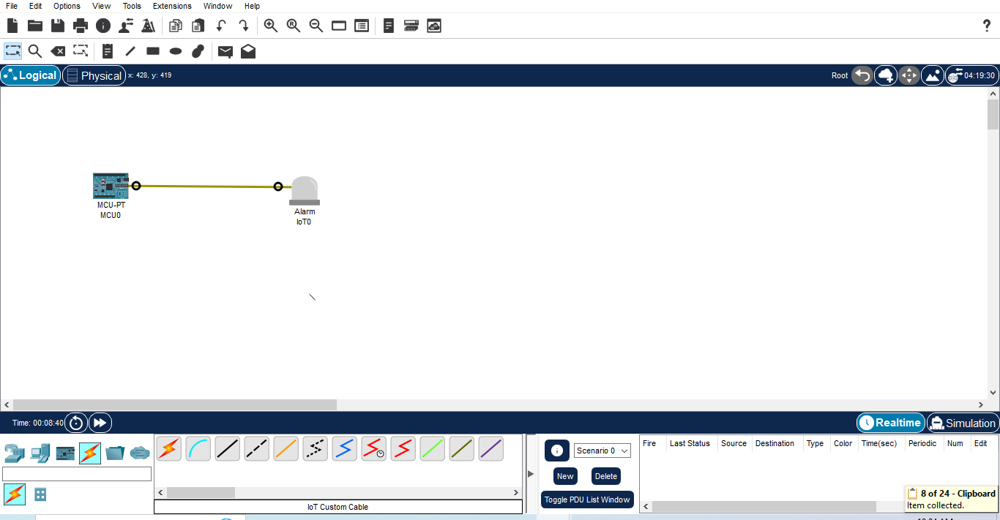 File Edit Options View Tools Extensions Window Help
?
Logical Physical x: 428, y: 419 Root 04:19:30
MCU-PT
MCU0
Alarm
IoT0
Time: 00:08:40 Realtime Simulation
Scenario 0
New Delete
Toggle PDU List Window
Fire Last Status Source Destination Type Color Time(sec) Periodic Num Edit
IoT Custom Cable
8 of 24 - Clipboard
Item collected.